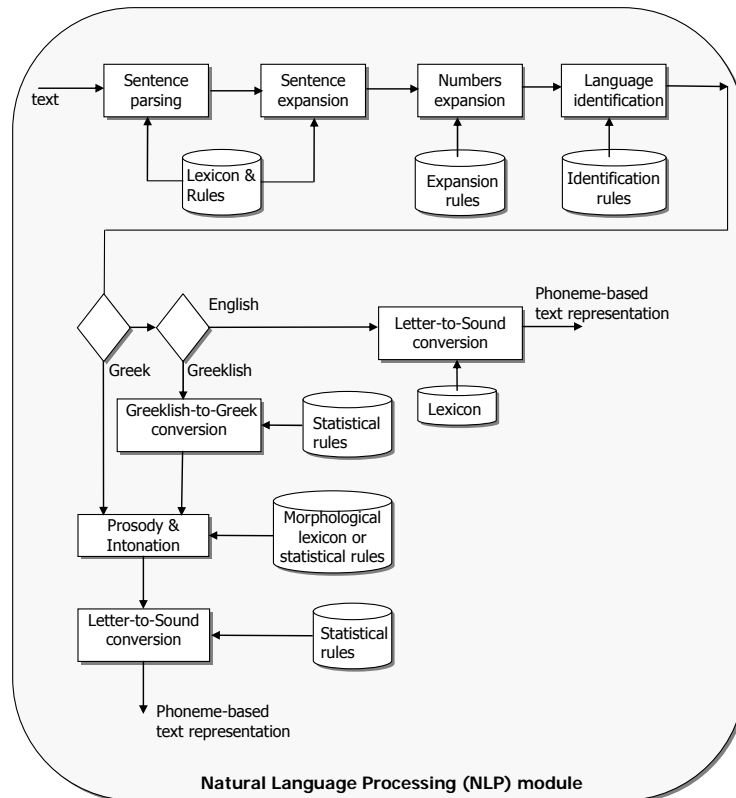 text
Sentence
parsing
Sentence
expansion
Numbers
expansion
Language
identification
Lexicon &
Rules
Expansion
rules
Identification
rules
English
Greek
Greeklish
Letter-to-Sound
conversion
Phoneme-based
text representation
Lexicon
Greeklish-to-Greek
conversion
Statistical
rules
Prosody &
Intonation
Morphological
lexicon or
statistical rules
Letter-to-Sound
conversion
Statistical
rules
Phoneme-based
text representation
Natural Language Processing (NLP) module